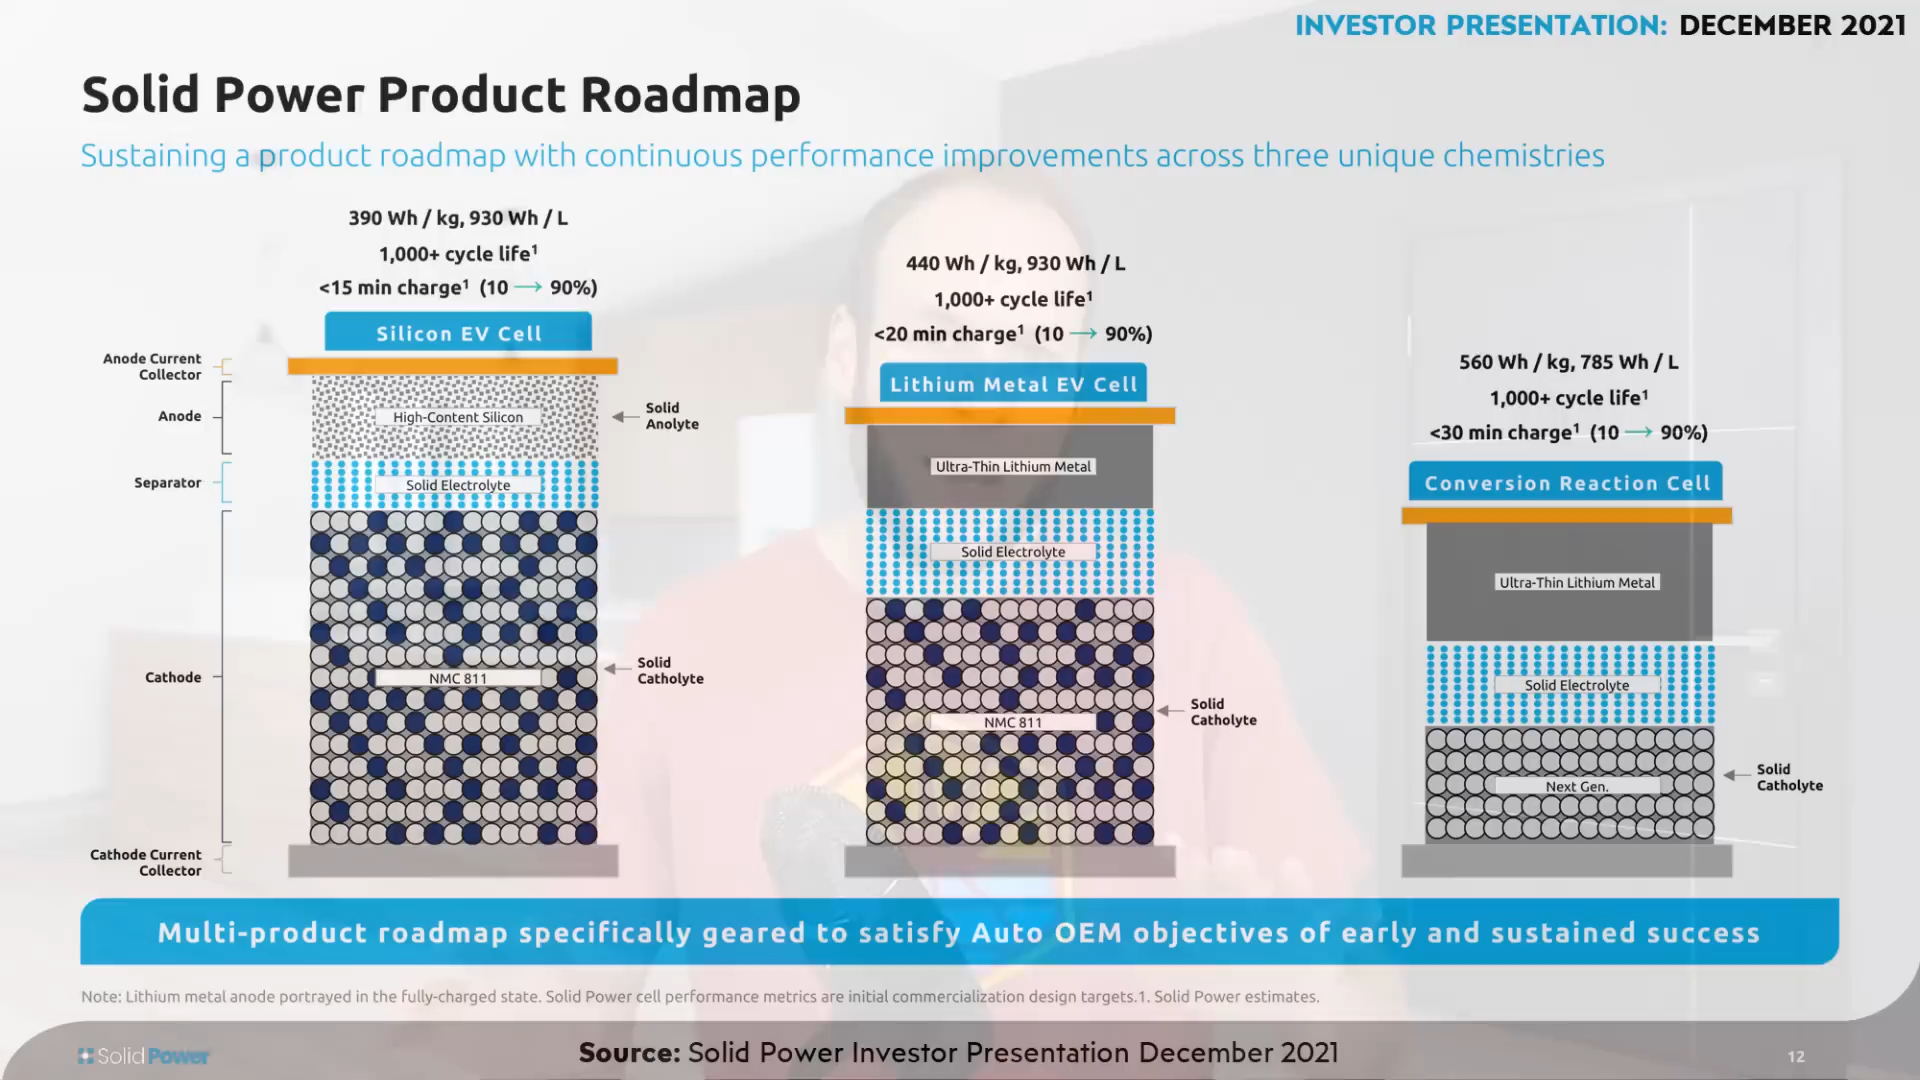 INVESTOR PRESENTATION: DECEMBER 2021
Solid Power Product Roadmap
Sustaining a product roadmap with continuous performance improvements across three unique chemistries
390 Wh / kg, 930 Wh / L
1,000+ cycle life¹
<15 min charge¹ (10 → 90%)
Silicon EV Cell
Anode Current
Collector
Anode
Separator
Cathode
Cathode Current
Collector
High-Content Silicon
Solid
Anolyte
Solid Electrolyte
NMC 811
Solid
Catholyte
440 Wh / kg, 930 Wh / L
1,000+ cycle life¹
<20 min charge¹ (10 → 90%)
Lithium Metal EV Cell
Ultra-Thin Lithium Metal
Solid Electrolyte
NMC 811
Solid
Catholyte
560 Wh / kg, 785 Wh / L
1,000+ cycle life¹
<30 min charge¹ (10 → 90%)
Conversion Reaction Cell
Ultra-Thin Lithium Metal
Solid Electrolyte
Next Gen.
Solid
Catholyte
Multi-product roadmap specifically geared to satisfy Auto OEM objectives of early and sustained success
Note: Lithium metal anode portrayed in the fully-charged state. Solid Power cell performance metrics are initial commercialization design targets.1. Solid Power estimates.
Solid Power
Source: Solid Power Investor Presentation December 2021
12